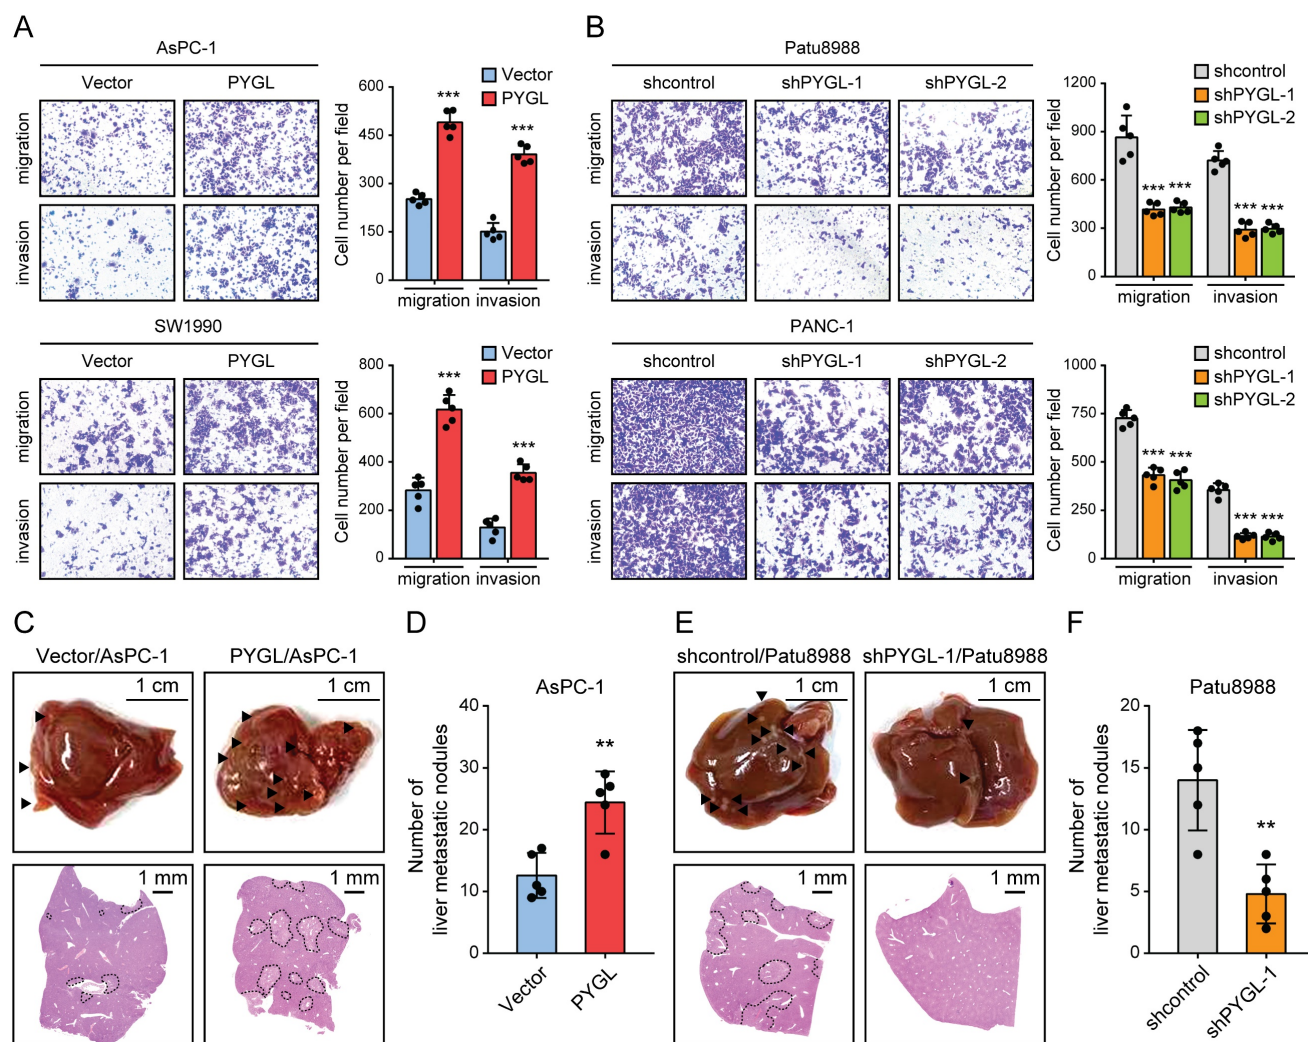 A
AsPC-1
Vector
PYGL
migration
invasion
Cell number per field
600
450
300
150
0
Vector
PYGL
***
***
migration
invasion
SW1990
Vector
PYGL
migration
invasion
Cell number per field
800
600
400
200
0
Vector
PYGL
***
***
migration
invasion
B
Patu8988
shcontrol
shPYGL-1
shPYGL-2
migration
invasion
Cell number per field
1200
900
600
300
0
shcontrol
shPYGL-1
shPYGL-2
*** ***
*** ***
migration
invasion
PANC-1
shcontrol
shPYGL-1
shPYGL-2
migration
invasion
Cell number per field
1000
750
500
250
0
shcontrol
shPYGL-1
shPYGL-2
*** ***
*** ***
migration
invasion
C
Vector/AsPC-1
PYGL/AsPC-1
1 cm
1 cm
1 mm
1 mm
D
AsPC-1
Number of
liver metastatic nodules
40
30
20
10
0
**
Vector
PYGL
E
shcontrol/Patu8988
shPYGL-1/Patu8988
1 cm
1 cm
1 mm
1 mm
F
Patu8988
Number of
liver metastatic nodules
20
15
10
5
0
**
shcontrol
shPYGL-1